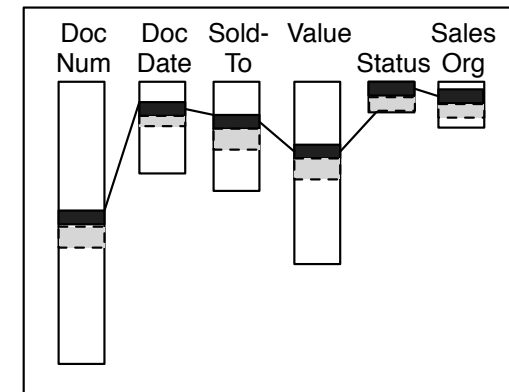 Doc Num
Doc Date
Sold-To
Value
Status
Sales Org